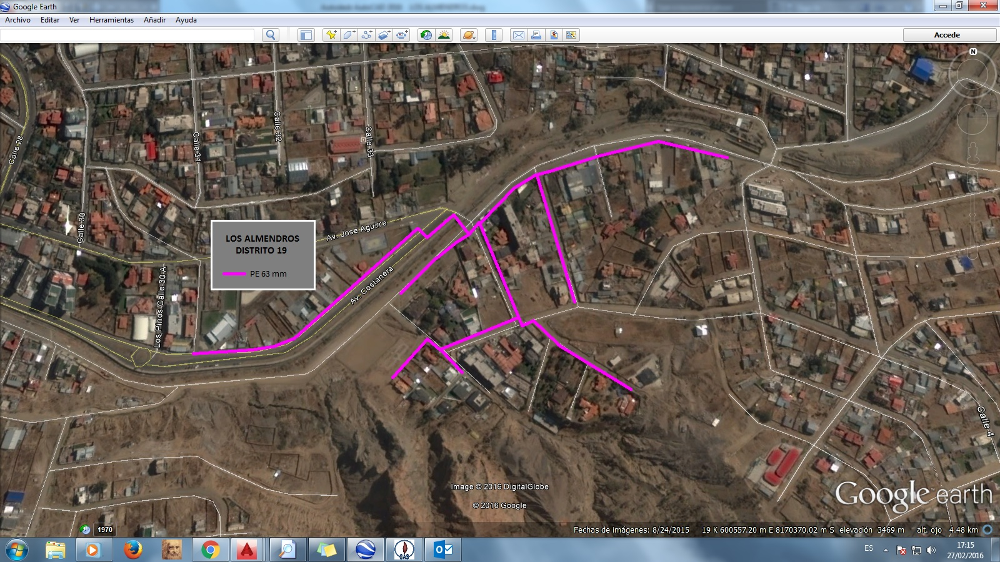 Google Earth
Archivo Editar Ver Herramientas Añadir Ayuda
Accede
N
Calle 28
Calle 31
Calle 32
Calle 33
Calle 30
Av. Jose Aguirre
LOS ALMENDROS
DISTRITO 19
PE 63 mm
Av. Costanera
Los Pinos Calle 30 A
Calle 4
Image © 2016 DigitalGlobe
© 2016 Google
Google earth
1970
Fechas de imágenes: 8/24/2015 19 K 600557.20 m E 8170370.02 m S elevación 3469 m alt. ojo 4.48 km
GAS
ES
17:15
27/02/2016